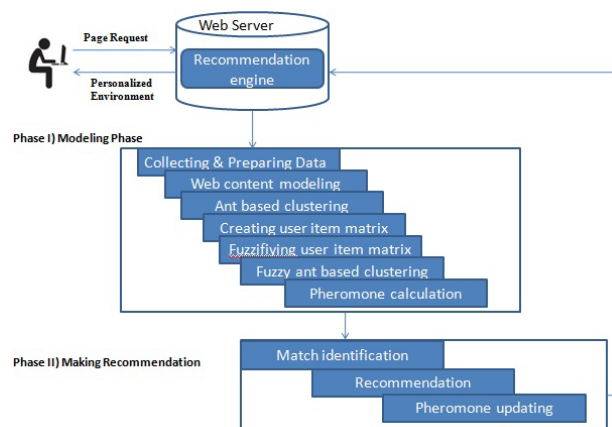 Web Server
Page Request
Recommendation
engine
Personalized
Environment
Phase I) Modeling Phase
Collecting & Preparing Data
Web content modeling
Ant based clustering
Creating user item matrix
Fuzzifiying user item matrix
Fuzzy ant based clustering
Pheromone calculation
Phase II) Making Recommendation
Match identification
Recommendation
Pheromone updating